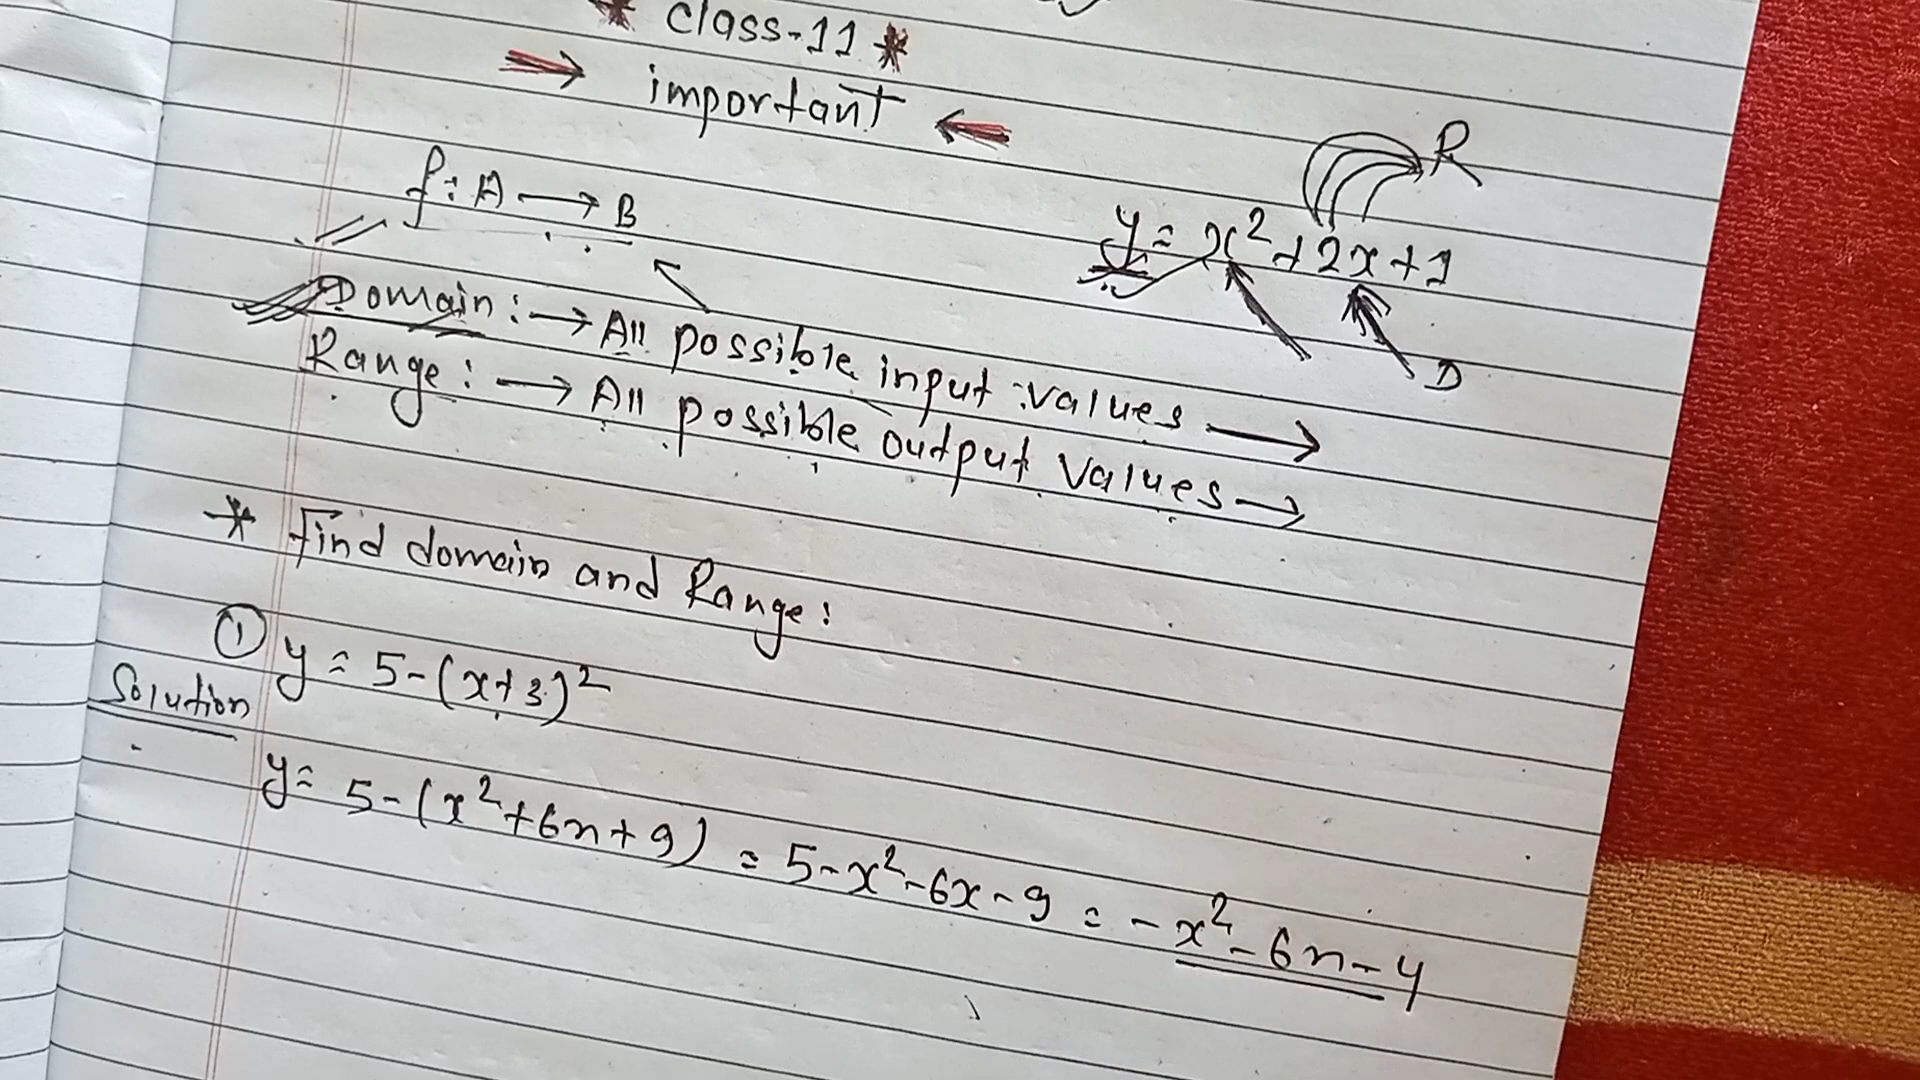 * class-11 *
→ important ←
f: A → B
R
y = x² + 2x + 1
D
Domain: → All possible input values →
Range: → All possible output values →
* Find domain and Range:
① y = 5-(x+3)²
Solution
y = 5-(x²+6x+9) = 5-x²-6x-9 = -x²-6x-4